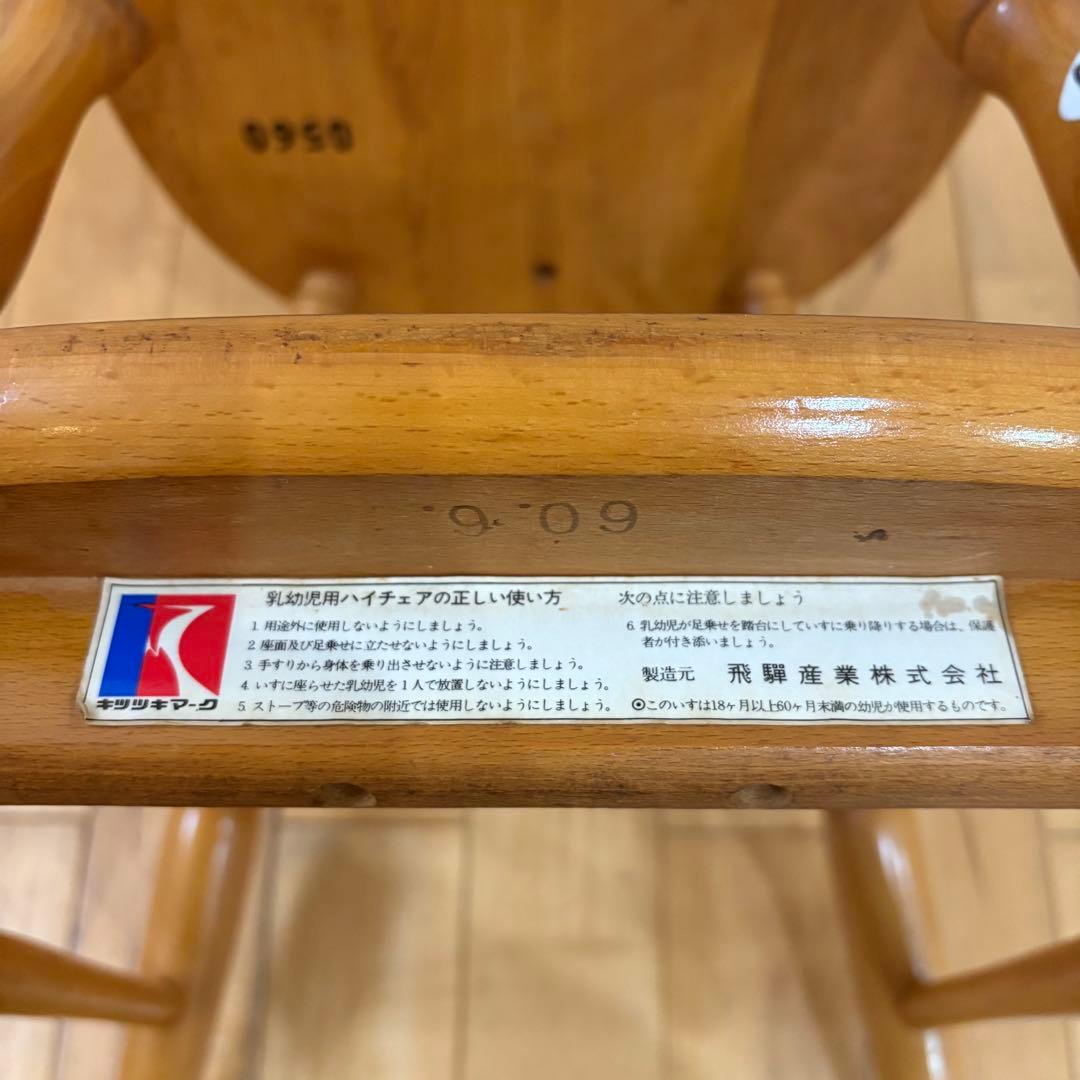 0560
9 09
乳幼児用ハイチェアの正しい使い方
1. 用途外に使用しないようにしましょう。
2. 座面及び足乗せに立たせないようにしましょう。
3. 手すりから身体を乗り出させないように注意しましょう。
4. いすに座らせた乳幼児を1人で放置しないようにしましょう。
5. ストーブ等の危険物の附近では使用しないようにしましょう。
キツツキマーク
次の点に注意しましょう
6. 乳幼児が足乗せを踏台にしていすに乗り降りする場合は、保護
者が付き添いましょう。
製造元 飛驒産業株式会社
⦿このいすは18ヶ月以上60ヶ月未満の幼児が使用するものです。